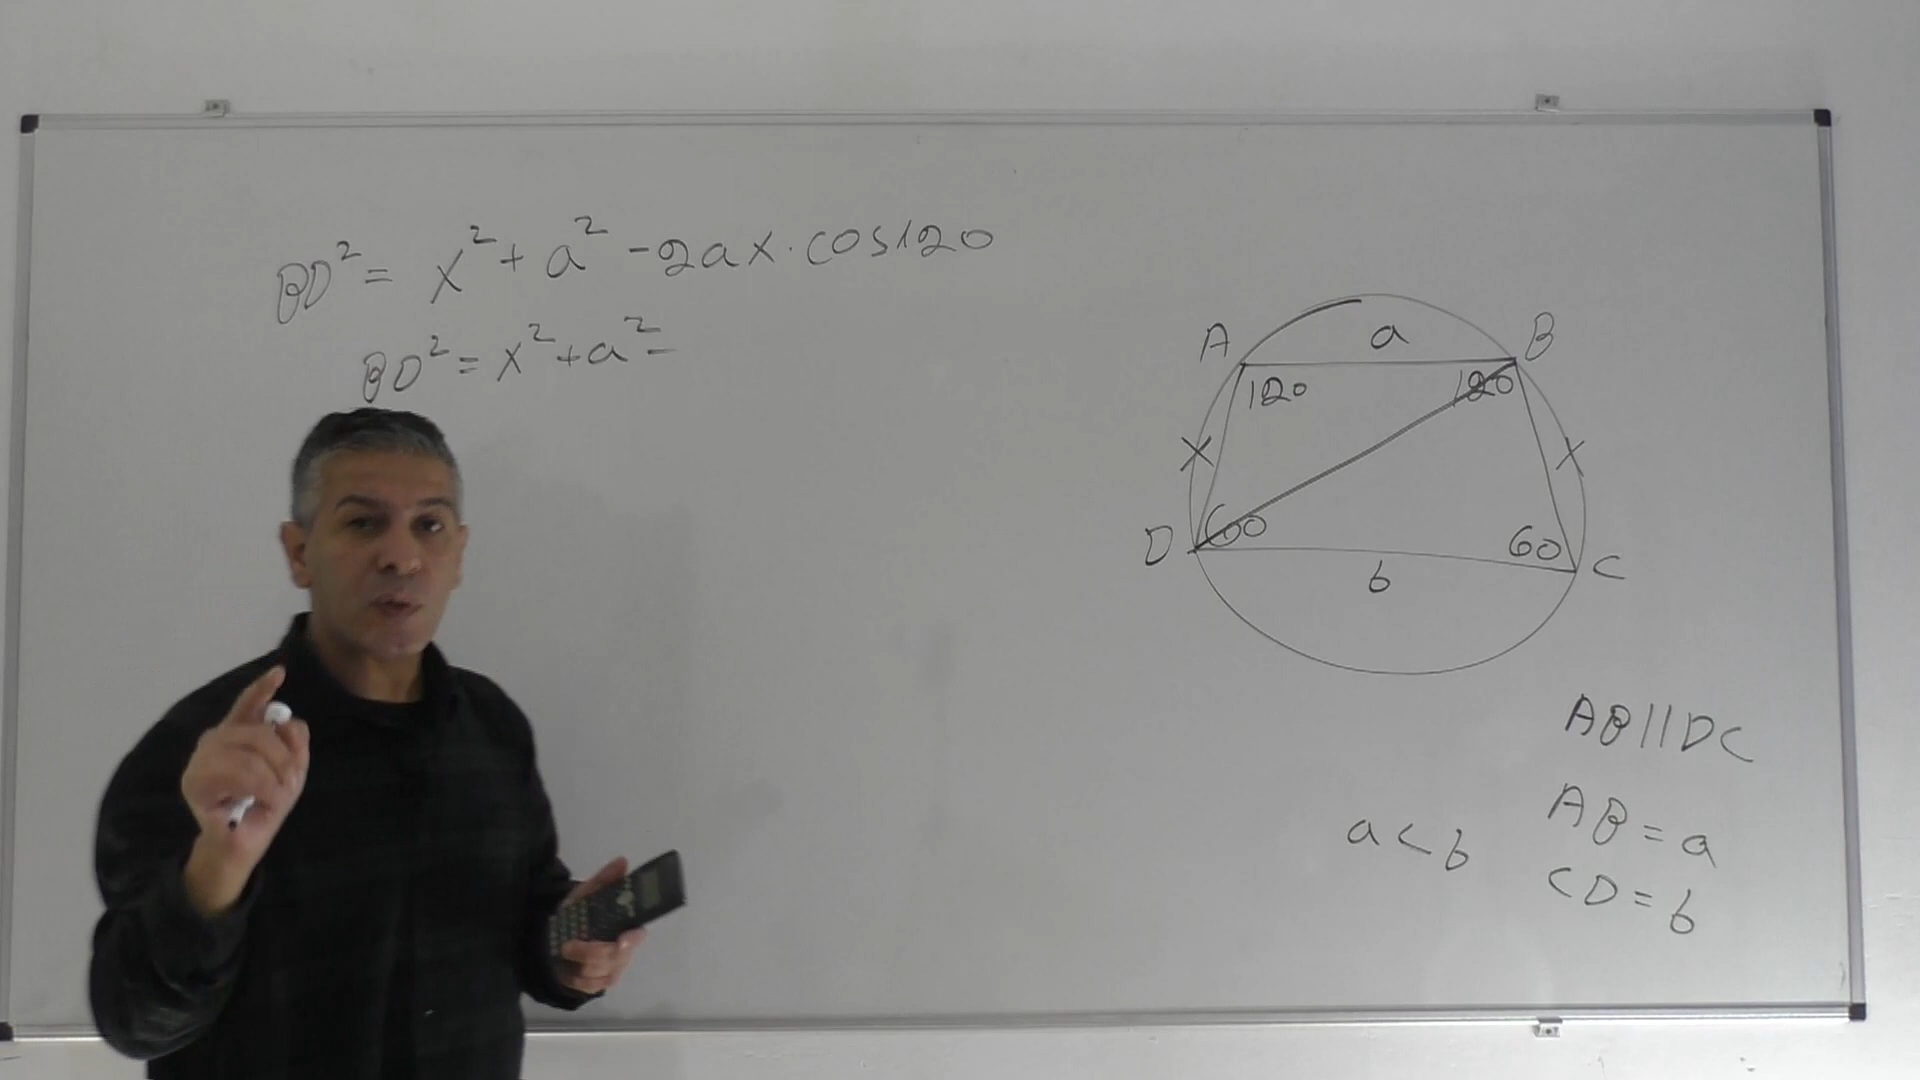 BD² = x² + a² - 2ax · cos120
BD² = x² + a² -
A a B
120 120
x x
D 60 60 C
b
AB || DC
AB = a
a < b
CD = b